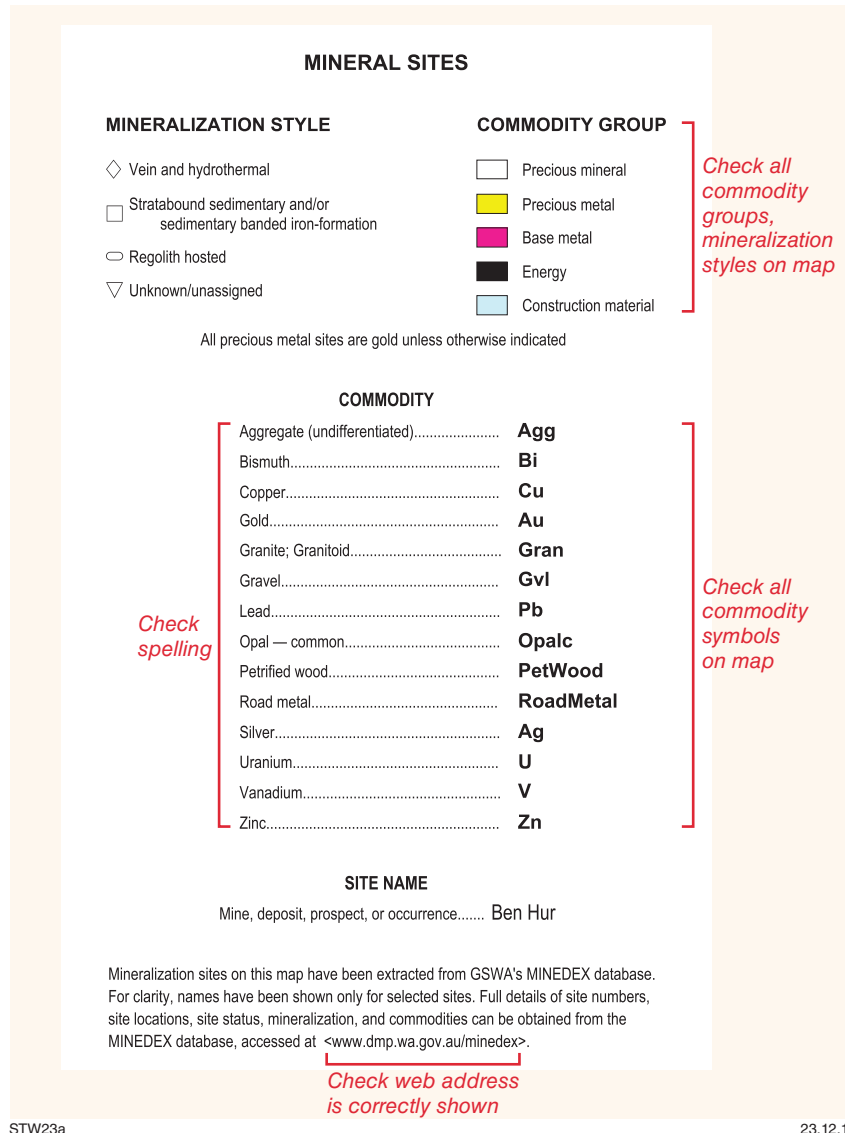 MINERAL SITES
MINERALIZATION STYLE
Vein and hydrothermal
Stratabound sedimentary and/or
sedimentary banded iron-formation
Regolith hosted
Unknown/unassigned
COMMODITY GROUP
Precious mineral
Precious metal
Base metal
Energy
Construction material
Check all
commodity
groups,
mineralization
styles on map
All precious metal sites are gold unless otherwise indicated
COMMODITY
Aggregate (undifferentiated)..................... Agg
Bismuth.................................................... Bi
Copper..................................................... Cu
Gold......................................................... Au
Granite; Granitoid..................................... Gran
Gravel...................................................... Gvl
Lead......................................................... Pb
Opal — common...................................... Opalc
Petrified wood.......................................... PetWood
Road metal.............................................. RoadMetal
Silver........................................................ Ag
Uranium................................................... U
Vanadium................................................. V
Zinc.......................................................... Zn
Check
spelling
Check all
commodity
symbols
on map
SITE NAME
Mine, deposit, prospect, or occurrence....... Ben Hur
Mineralization sites on this map have been extracted from GSWA's MINEDEX database.
For clarity, names have been shown only for selected sites. Full details of site numbers,
site locations, site status, mineralization, and commodities can be obtained from the
MINEDEX database, accessed at <www.dmp.wa.gov.au/minedex>.
Check web address
is correctly shown
STW23a
23.12.1